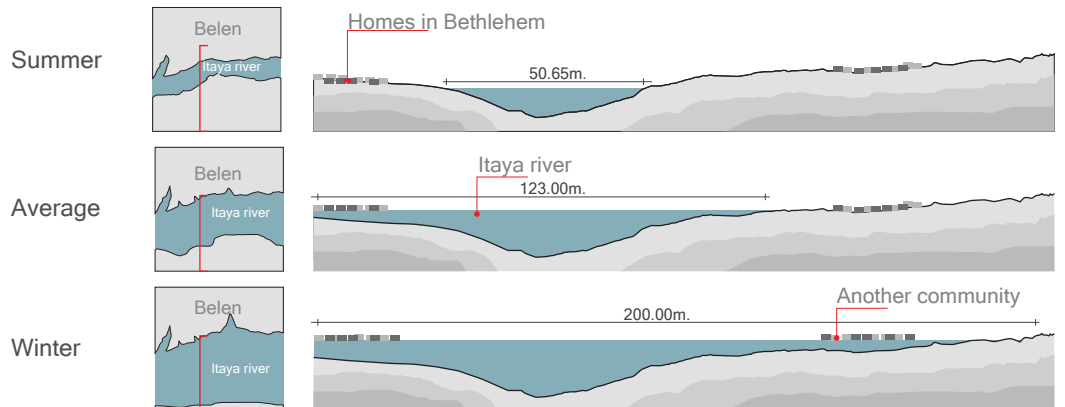 Summer
Belen
Itaya river
Homes in Bethlehem
50.65m.
Average
Belen
Itaya river
Itaya river
123.00m.
Winter
Belen
Itaya river
Another community
200.00m.